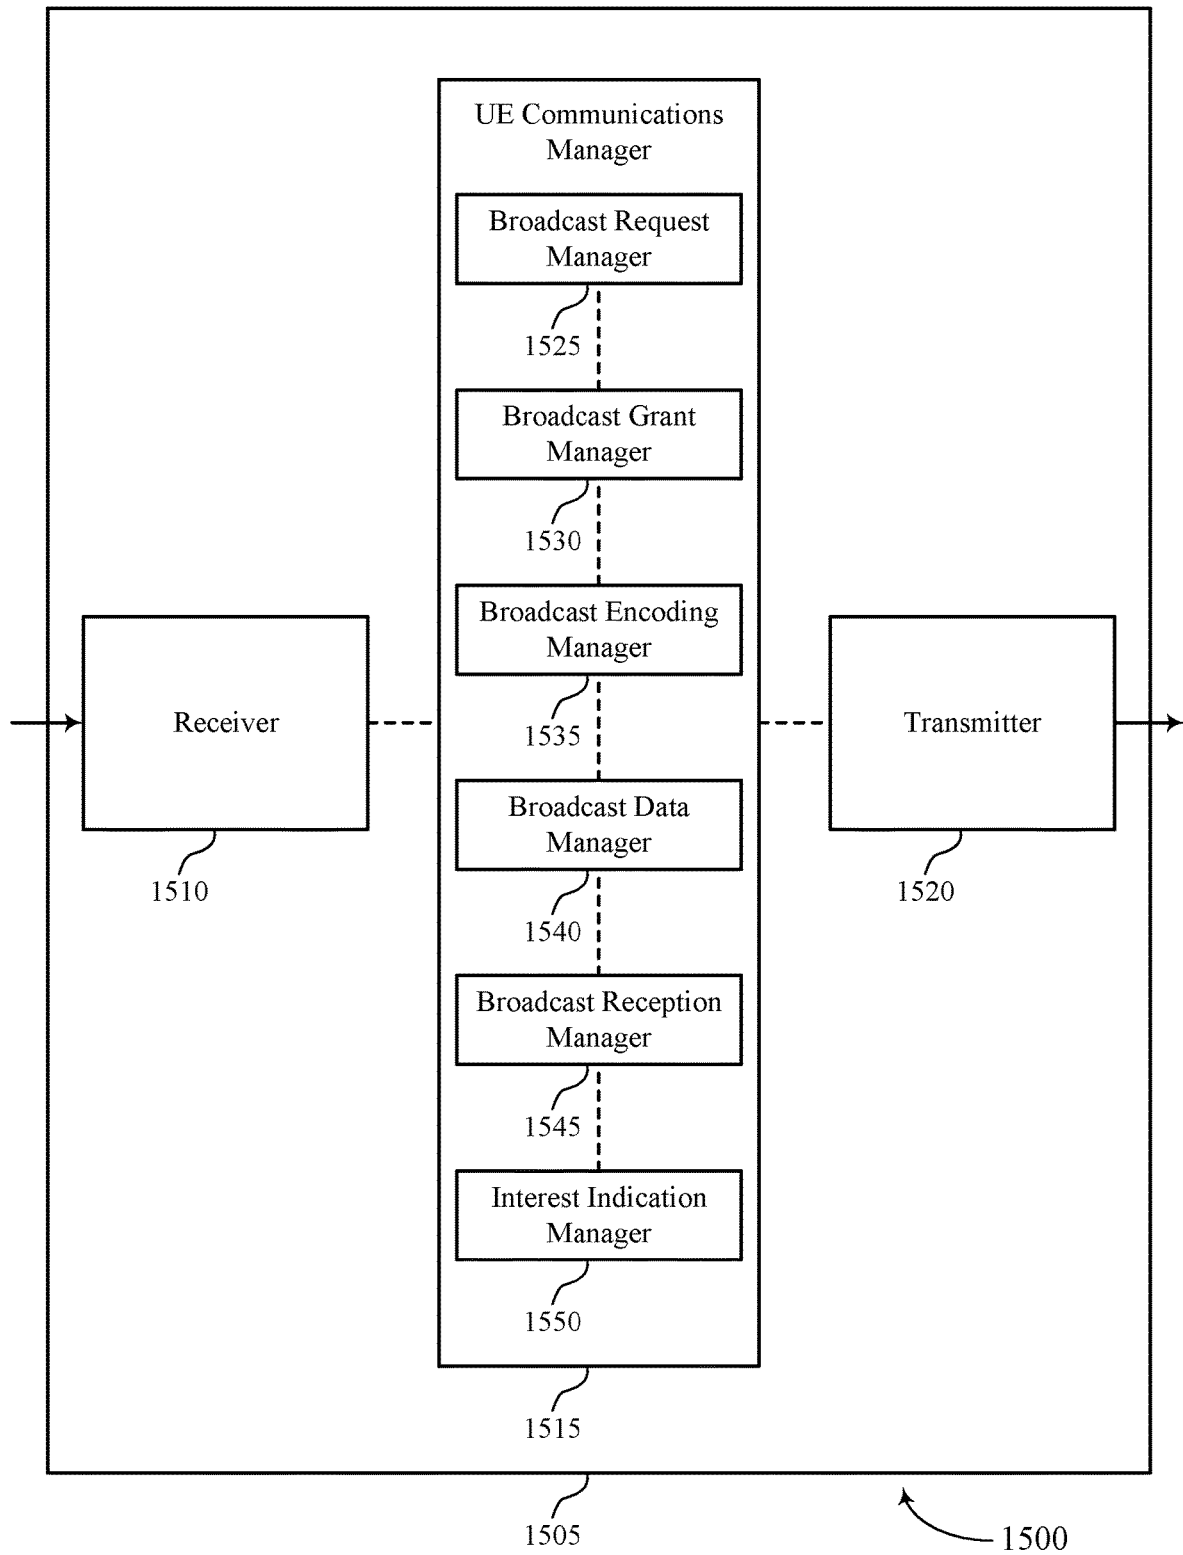 UE Communications
Manager
Broadcast Request
Manager
1525
Broadcast Grant
Manager
1530
Broadcast Encoding
Manager
1535
Receiver
1510
Transmitter
1520
Broadcast Data
Manager
1540
Broadcast Reception
Manager
1545
Interest Indication
Manager
1550
1515
1505
1500